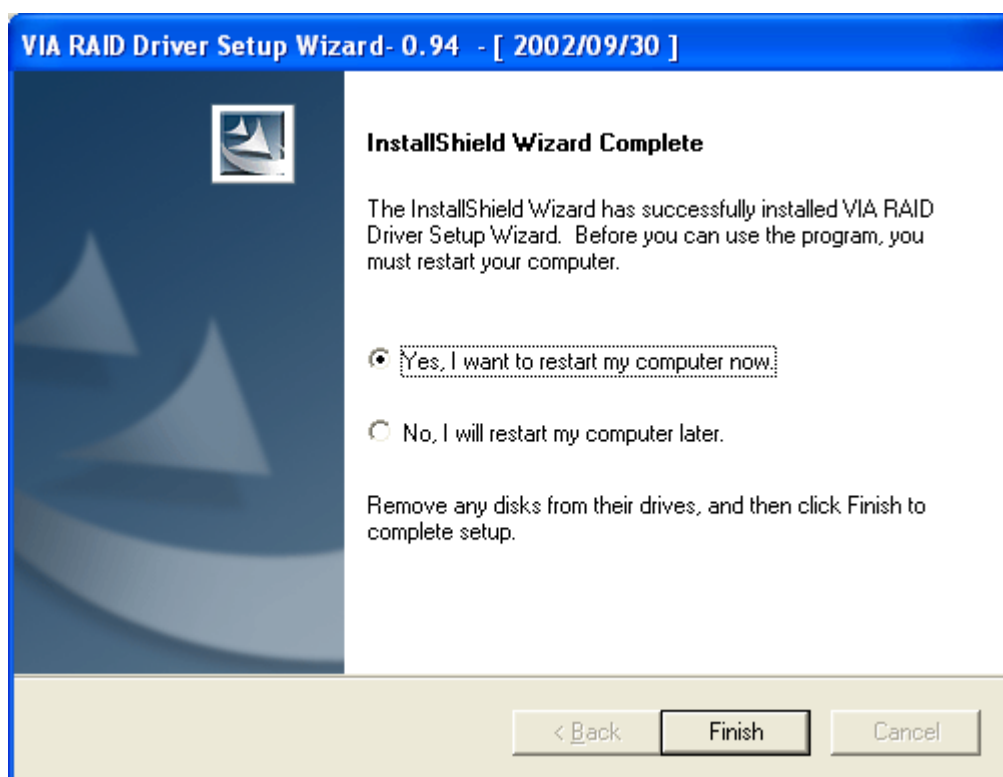 VIA RAID Driver Setup Wizard- 0.94 - [ 2002/09/30 ]
InstallShield Wizard Complete
The InstallShield Wizard has successfully installed VIA RAID
Driver Setup Wizard. Before you can use the program, you
must restart your computer.
Yes, I want to restart my computer now.
No, I will restart my computer later.
Remove any disks from their drives, and then click Finish to
complete setup.
< Back
Finish
Cancel